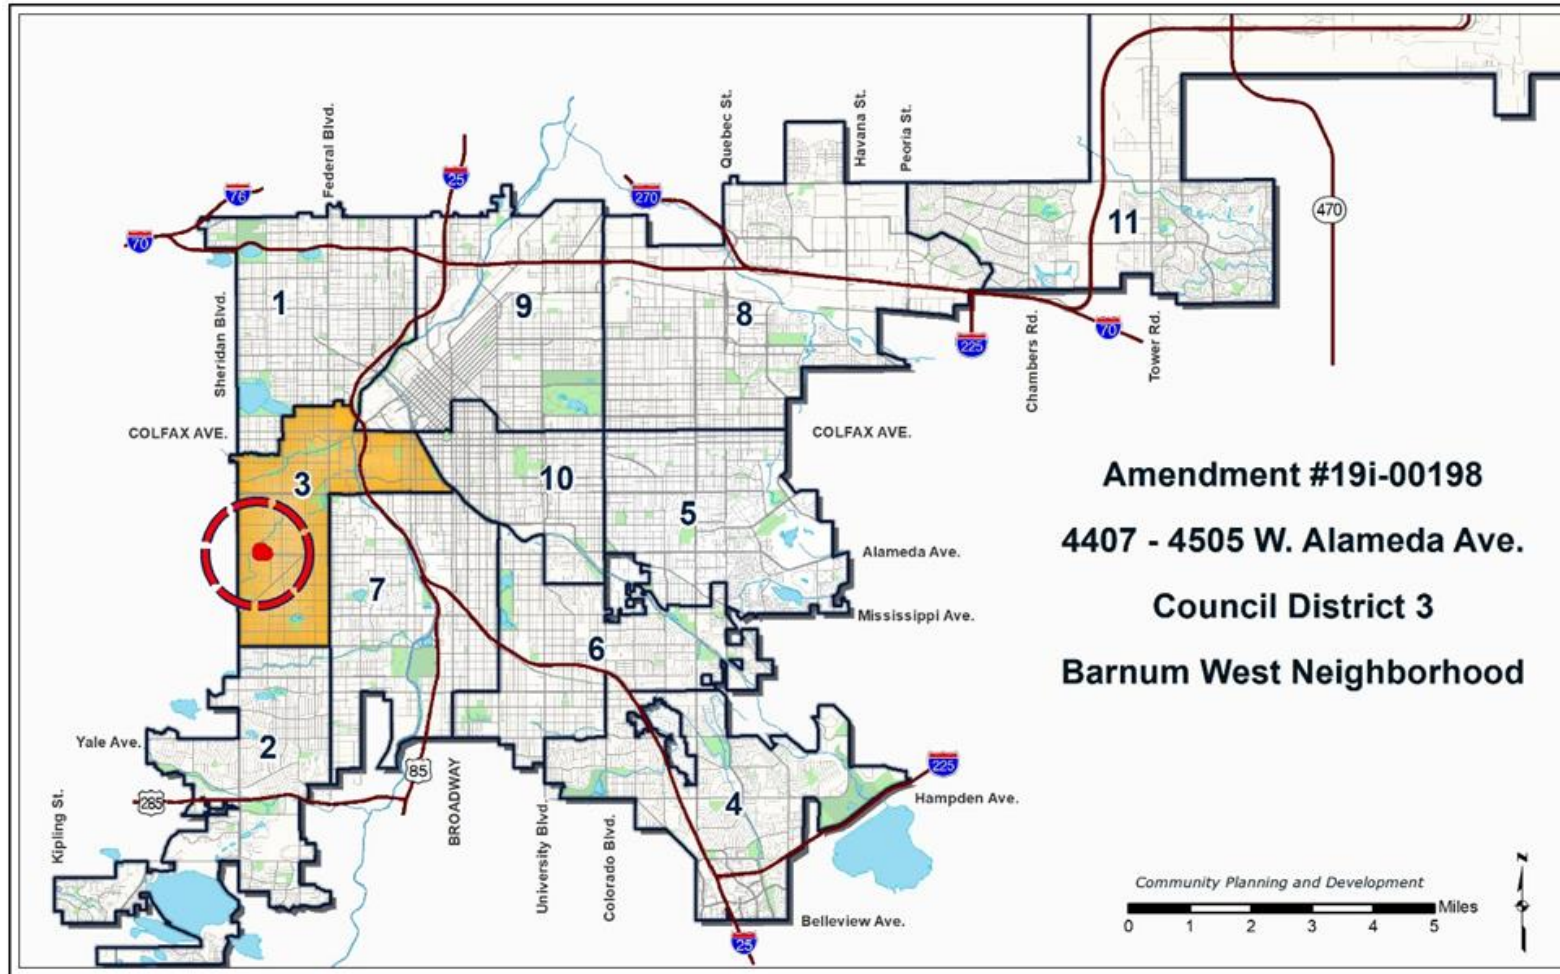 Federal Blvd.
Quebec St.
Havana St.
Peoria St.
76
25
270
470
70
11
1
9
8
Sheridan Blvd.
225
70
Chambers Rd.
Tower Rd.
COLFAX AVE.
COLFAX AVE.
3
10
5
Amendment #19i-00198
4407 - 4505 W. Alameda Ave.
Alameda Ave.
7
Council District 3
Mississippi Ave.
6
Barnum West Neighborhood
Yale Ave.
2
85
BROADWAY
225
285
Kipling St.
University Blvd.
Colorado Blvd.
4
Hampden Ave.
Belleview Ave.
25
Community Planning and Development
Miles
0 1 2 3 4 5
N